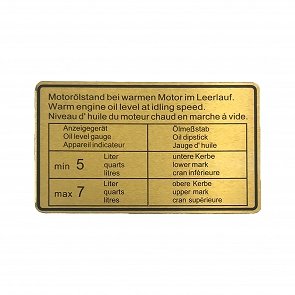 Motorölstand bei warmen Motor im Leerlauf.
Warm engine oil level at idling speed.
Niveau d'huile du moteur chaud en marche á vide.
Anzeigegerät
Oil level gauge
Appareil indicateur
Ölmeßstab
Oil dipstick
Jauge d'huile
min 5 Liter
quarts
litres
untere Kerbe
lower mark
cran inférieure
max 7 Liter
quarts
litres
obere Kerbe
upper mark
cran supérieure